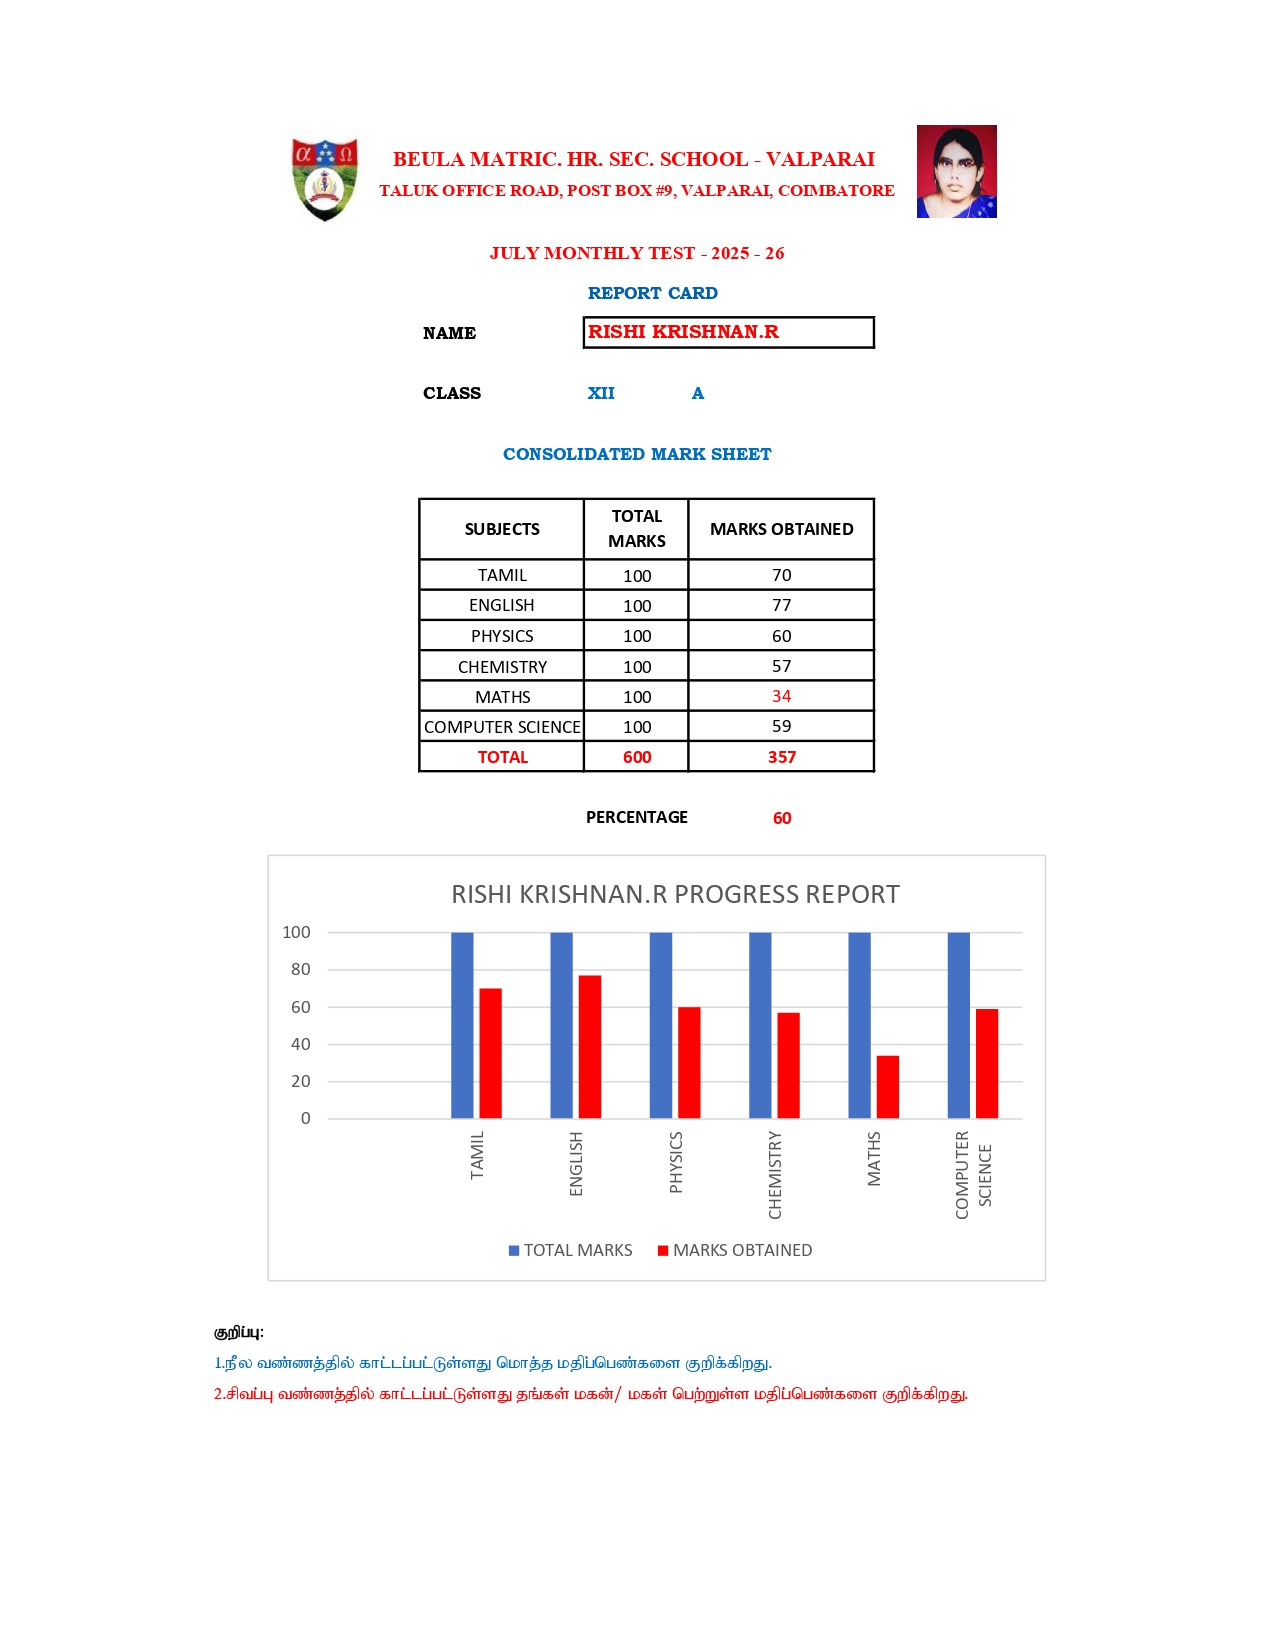 BEULA MATRIC. HR. SEC. SCHOOL - VALPARAI
TALUK OFFICE ROAD, POST BOX #9, VALPARAI, COIMBATORE
α Ω
JULY MONTHLY TEST - 2025 - 26
REPORT CARD
NAME RISHI KRISHNAN.R
CLASS XII A
CONSOLIDATED MARK SHEET
SUBJECTS TOTAL MARKS MARKS OBTAINED
TAMIL 100 70
ENGLISH 100 77
PHYSICS 100 60
CHEMISTRY 100 57
MATHS 100 34
COMPUTER SCIENCE 100 59
TOTAL 600 357
PERCENTAGE 60
RISHI KRISHNAN.R PROGRESS REPORT
100
80
60
40
20
0
TAMIL ENGLISH PHYSICS CHEMISTRY MATHS COMPUTER SCIENCE
TOTAL MARKS MARKS OBTAINED
குறிப்பு:
1.நீல வண்ணத்தில் காட்டப்பட்டுள்ளது மொத்த மதிப்பெண்களை குறிக்கிறது.
2.சிவப்பு வண்ணத்தில் காட்டப்பட்டுள்ளது தங்கள் மகன்/ மகள் பெற்றுள்ள மதிப்பெண்களை குறிக்கிறது.